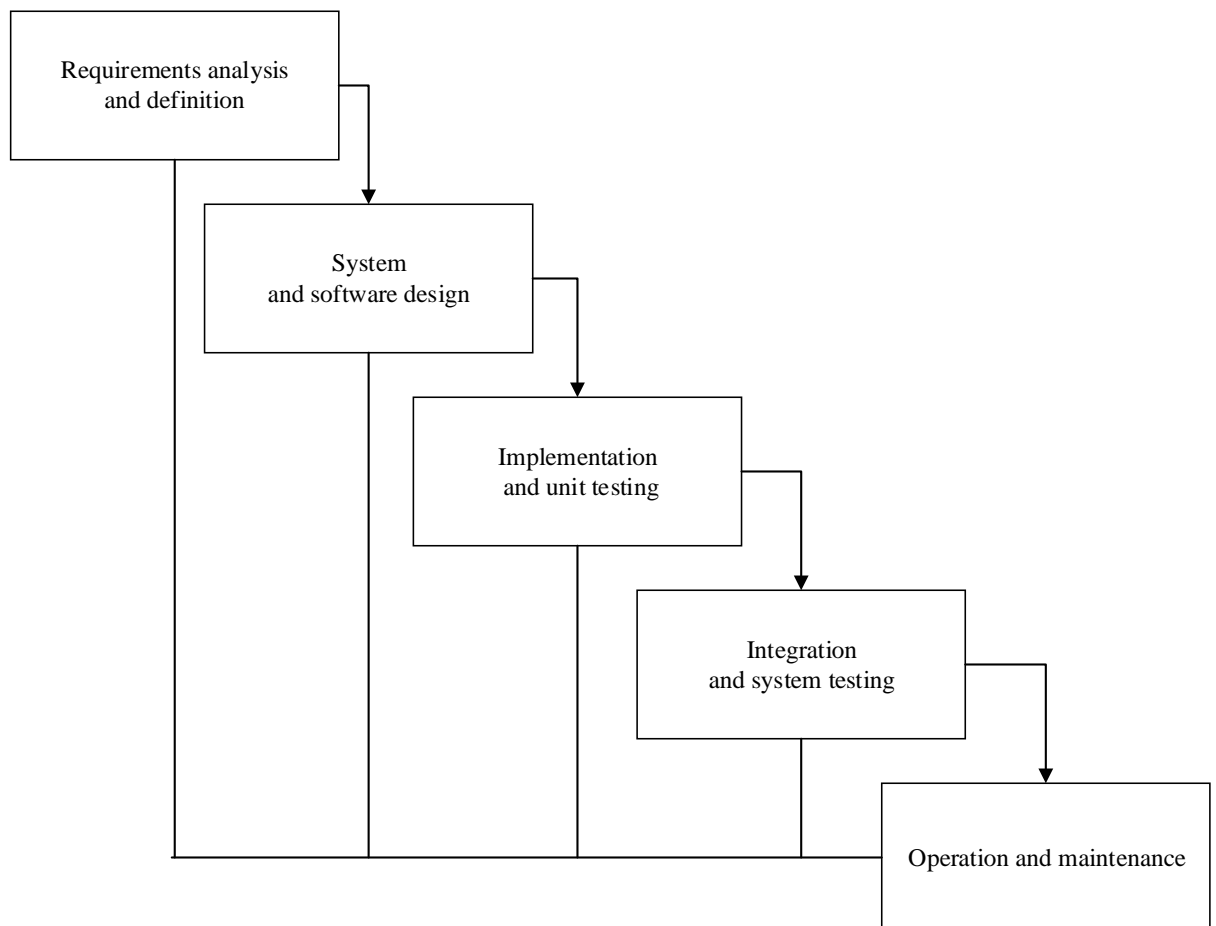 Requirements analysis
and definition
System
and software design
Implementation
and unit testing
Integration
and system testing
Operation and maintenance